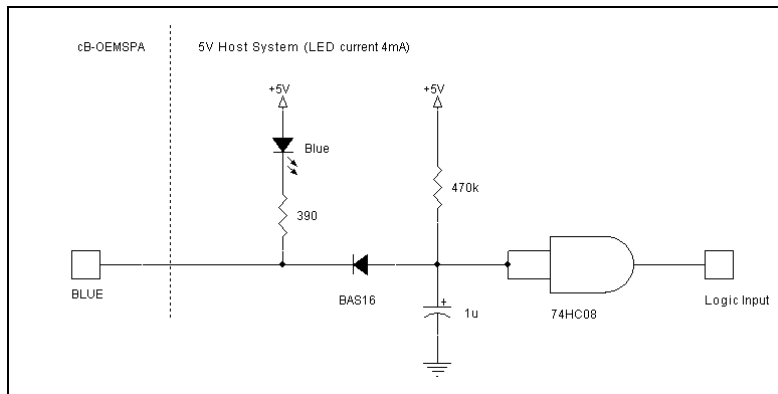 cB-OEMSPA
5V Host System (LED current 4mA)
+5V
+5V
Blue
470k
390
BLUE
BAS16
+
1u
74HC08
Logic Input